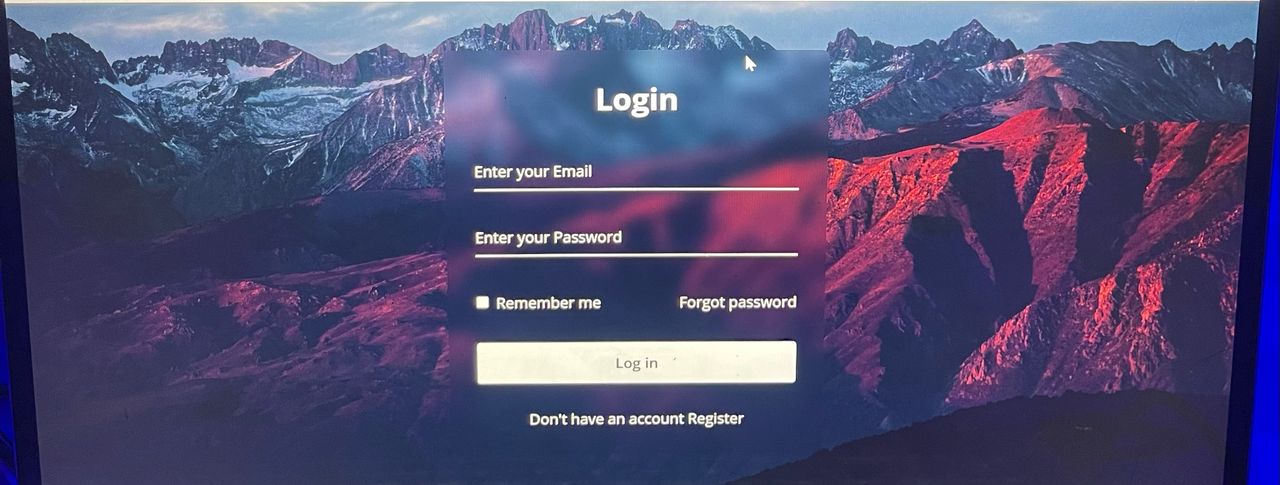 Login
Enter your Email
Enter your Password
Remember me Forgot password
Log in
Don't have an account Register